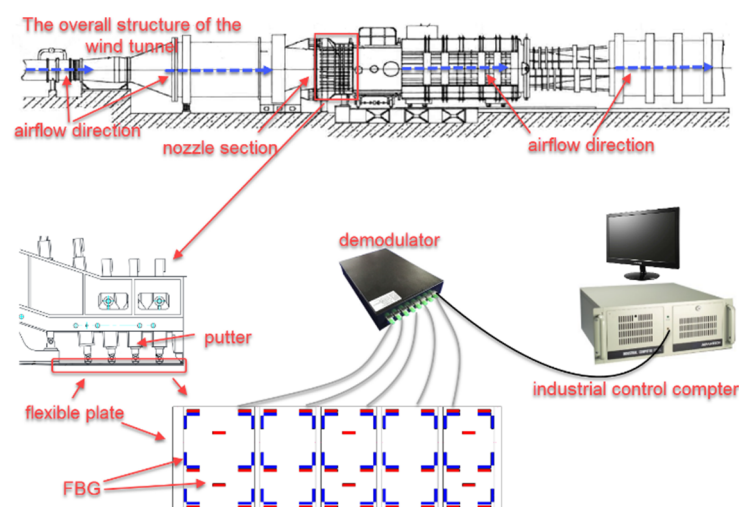 The overall structure of the
wind tunnel
airflow direction
nozzle section
airflow direction
demodulator
putter
industrial control compter
flexible plate
FBG